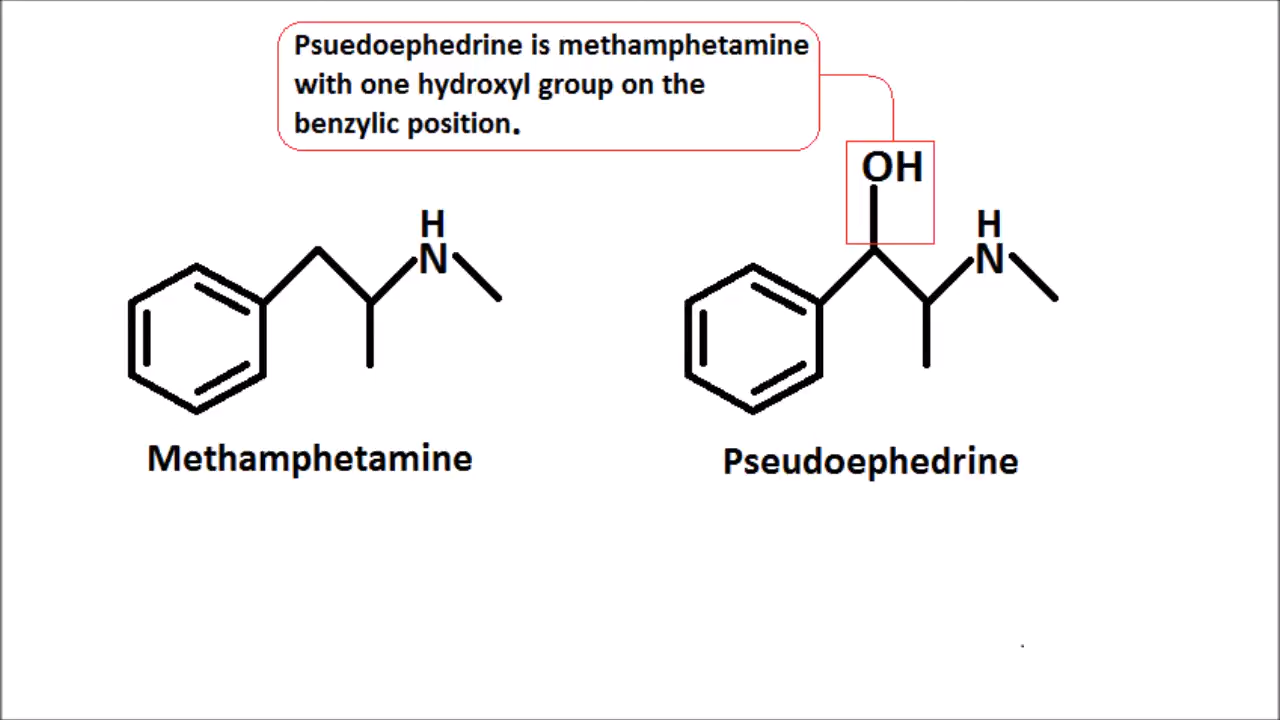 Psuedoephedrine is methamphetamine
with one hydroxyl group on the
benzylic position.
OH
H
N
H
N
Methamphetamine
Pseudoephedrine